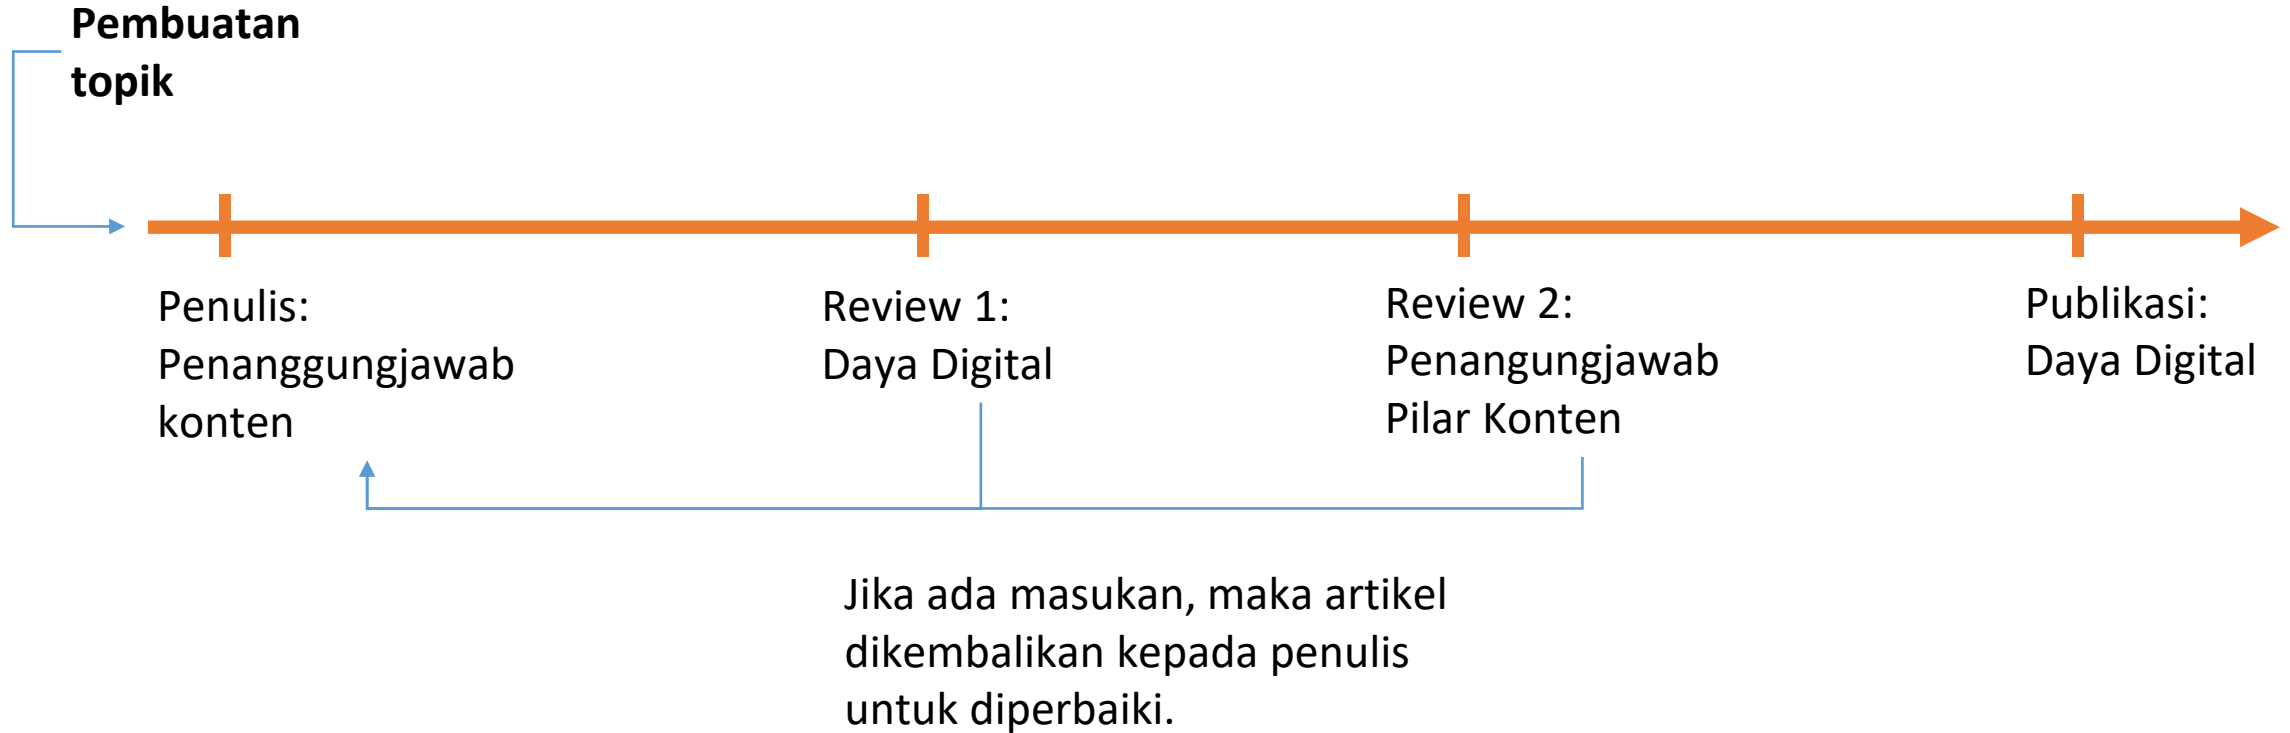 Pembuatan
topik
Penulis:
Penanggungjawab
konten
Review 1:
Daya Digital
Review 2:
Penangungjawab
Pilar Konten
Publikasi:
Daya Digital
Jika ada masukan, maka artikel
dikembalikan kepada penulis
untuk diperbaiki.